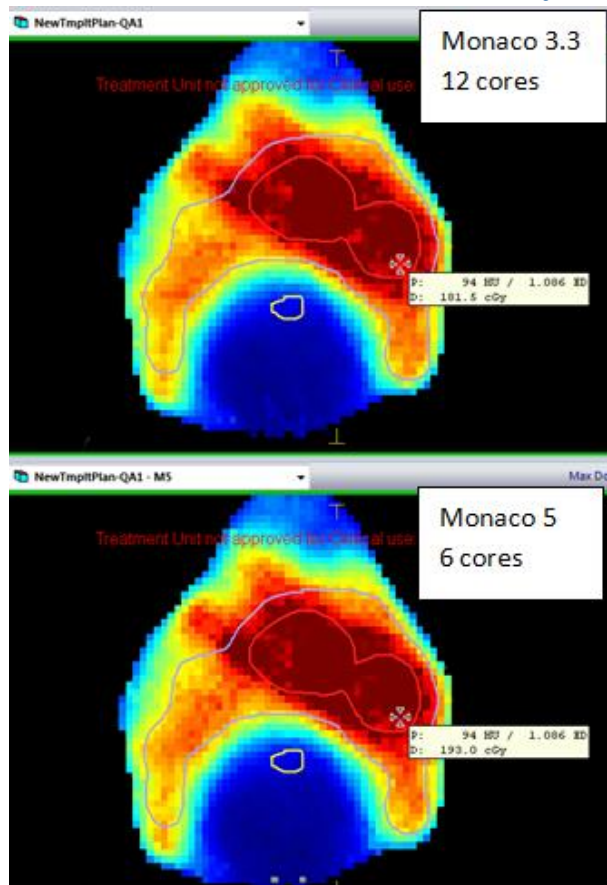 NewTmpltPlan-QA1
Monaco 3.3
12 cores
Treatment Unit not approved for Clinical use
P: 94 HU / 1.086 ED
D: 181.5 cGy
NewTmpltPlan-QA1 - M5
Max Do
Monaco 5
6 cores
Treatment Unit not approved for Clinical use
P: 94 HU / 1.086 ED
D: 193.0 cGy